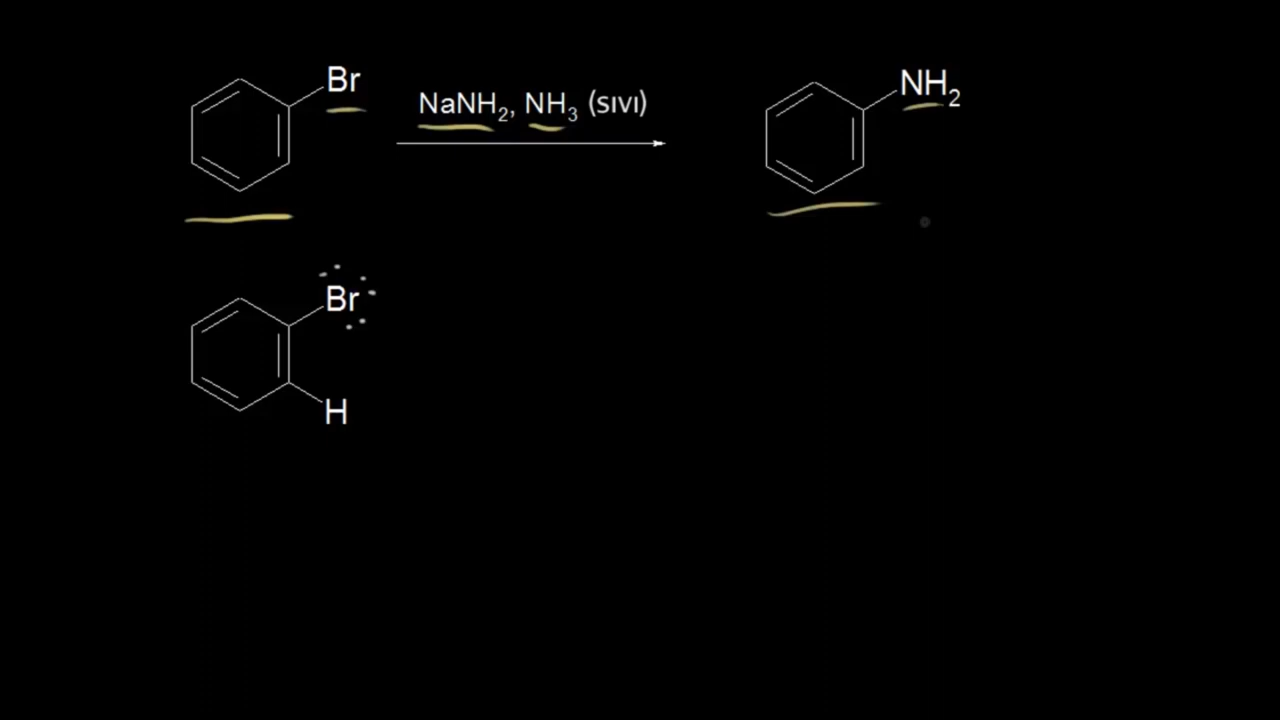 Br
NaNH₂, NH₃ (sıvı)
NH₂
Br
H